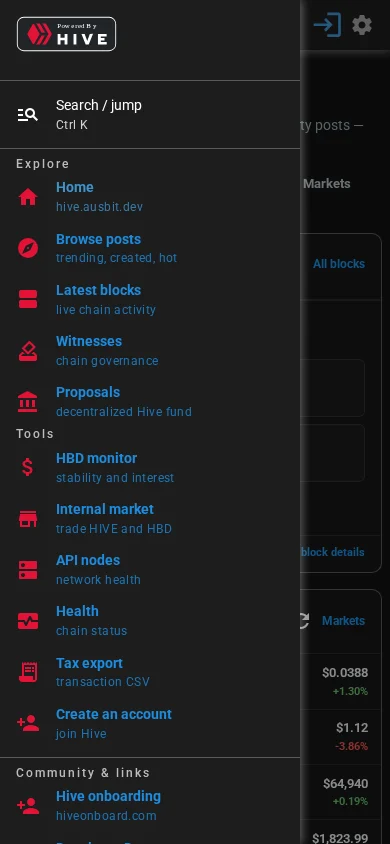 Powered By
HIVE
Search / jump
Ctrl K
Explore
Home
hive.ausbit.dev
Browse posts
trending, created, hot
Latest blocks
live chain activity
Witnesses
chain governance
Proposals
decentralized Hive fund
Tools
HBD monitor
stability and interest
Internal market
trade HIVE and HBD
API nodes
network health
Health
chain status
Tax export
transaction CSV
Create an account
join Hive
Community & links
Hive onboarding
hiveonboard.com
ty posts —
Markets
All blocks
block details
Markets
$0.0388
+1.30%
$1.12
-3.86%
$64,940
+0.19%
$1,823.99